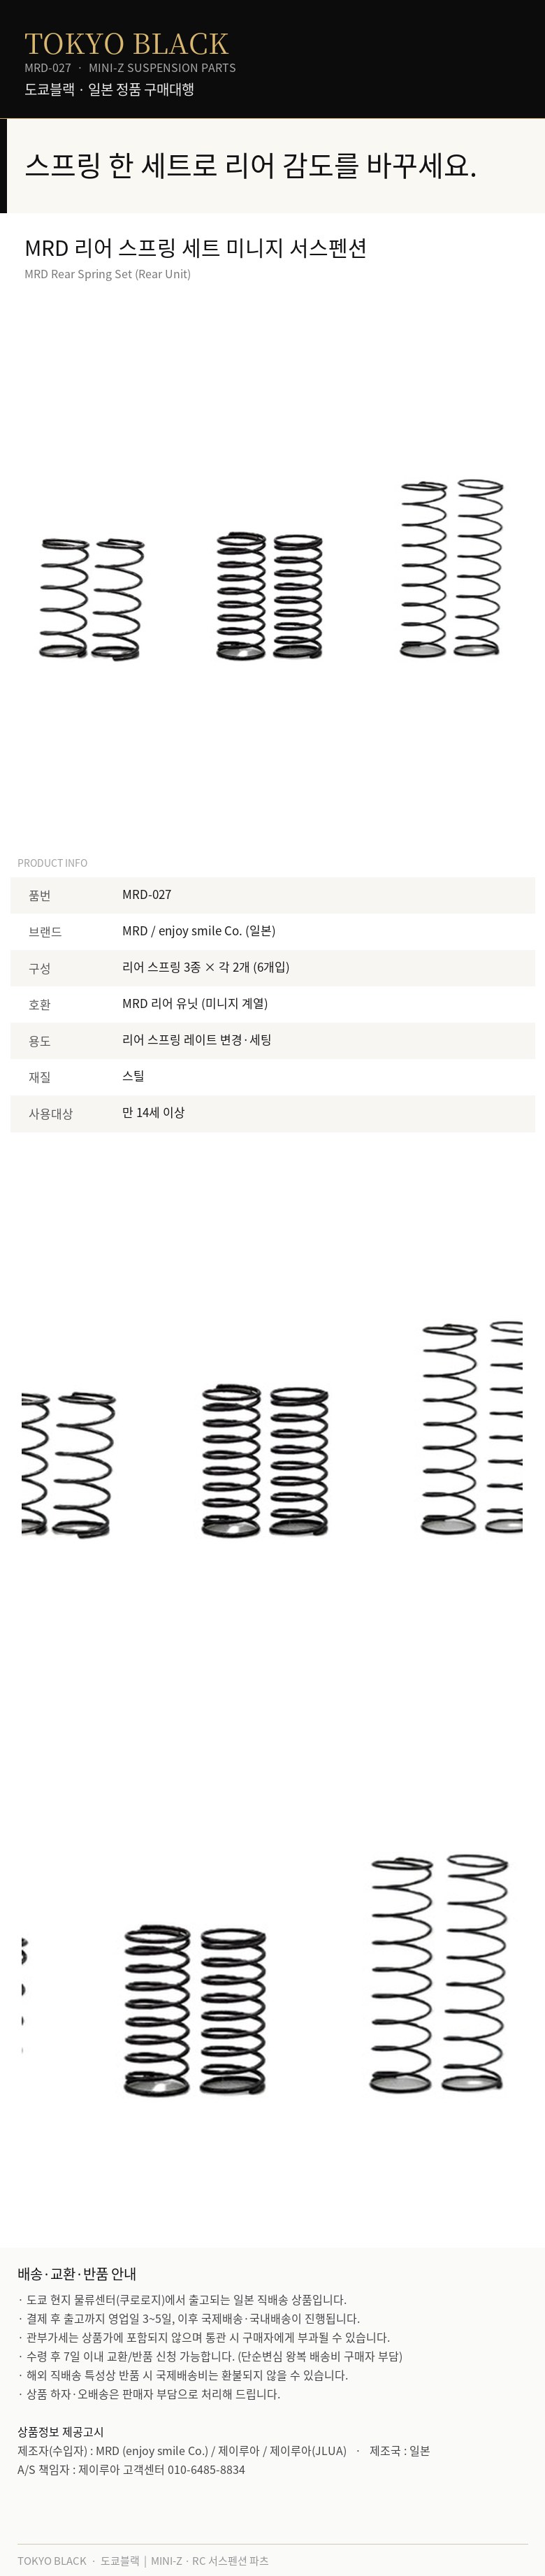 TOKYO BLACK
MRD-027 · MINI-Z SUSPENSION PARTS
도쿄블랙 · 일본 정품 구매대행
스프링 한 세트로 리어 감도를 바꾸세요.
MRD 리어 스프링 세트 미니지 서스펜션
MRD Rear Spring Set (Rear Unit)
PRODUCT INFO
품번 MRD-027
브랜드 MRD / enjoy smile Co. (일본)
구성 리어 스프링 3종 × 각 2개 (6개입)
호환 MRD 리어 유닛 (미니지 계열)
용도 리어 스프링 레이트 변경·세팅
재질 스틸
사용대상 만 14세 이상
배송·교환·반품 안내
· 도쿄 현지 물류센터(쿠로로지)에서 출고되는 일본 직배송 상품입니다.
· 결제 후 출고까지 영업일 3~5일, 이후 국제배송·국내배송이 진행됩니다.
· 관부가세는 상품가에 포함되지 않으며 통관 시 구매자에게 부과될 수 있습니다.
· 수령 후 7일 이내 교환/반품 신청 가능합니다. (단순변심 왕복 배송비 구매자 부담)
· 해외 직배송 특성상 반품 시 국제배송비는 환불되지 않을 수 있습니다.
· 상품 하자·오배송은 판매자 부담으로 처리해 드립니다.
상품정보 제공고시
제조자(수입자) : MRD (enjoy smile Co.) / 제이루아 / 제이루아(JLUA) · 제조국 : 일본
A/S 책임자 : 제이루아 고객센터 010-6485-8834
TOKYO BLACK · 도쿄블랙 | MINI-Z · RC 서스펜션 파츠